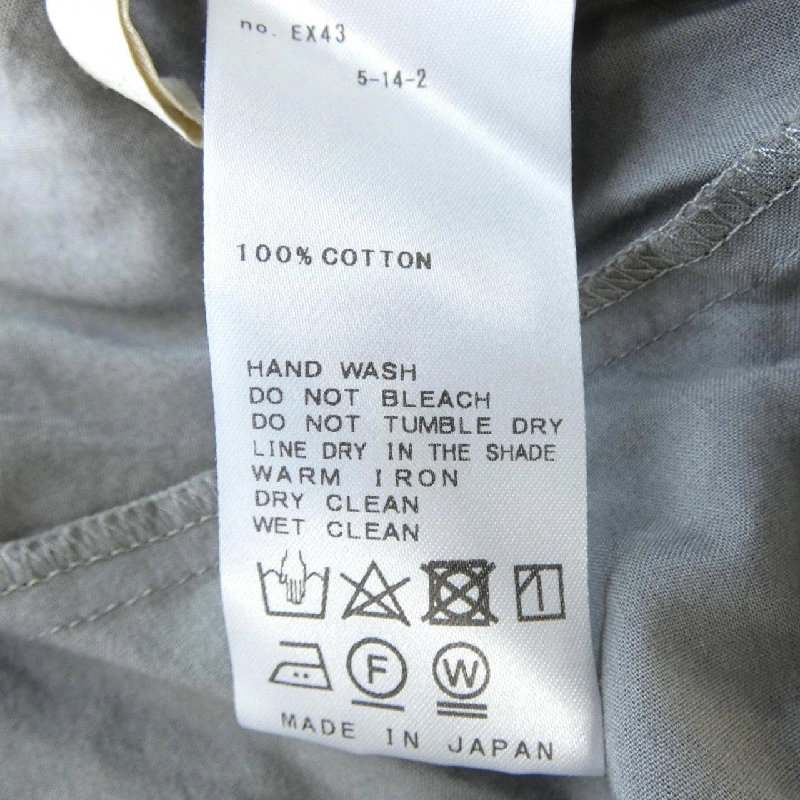 no. EX43
5-14-2
100% COTTON
HAND WASH
DO NOT BLEACH
DO NOT TUMBLE DRY
LINE DRY IN THE SHADE
WARM IRON
DRY CLEAN
WET CLEAN
F W
MADE IN JAPAN